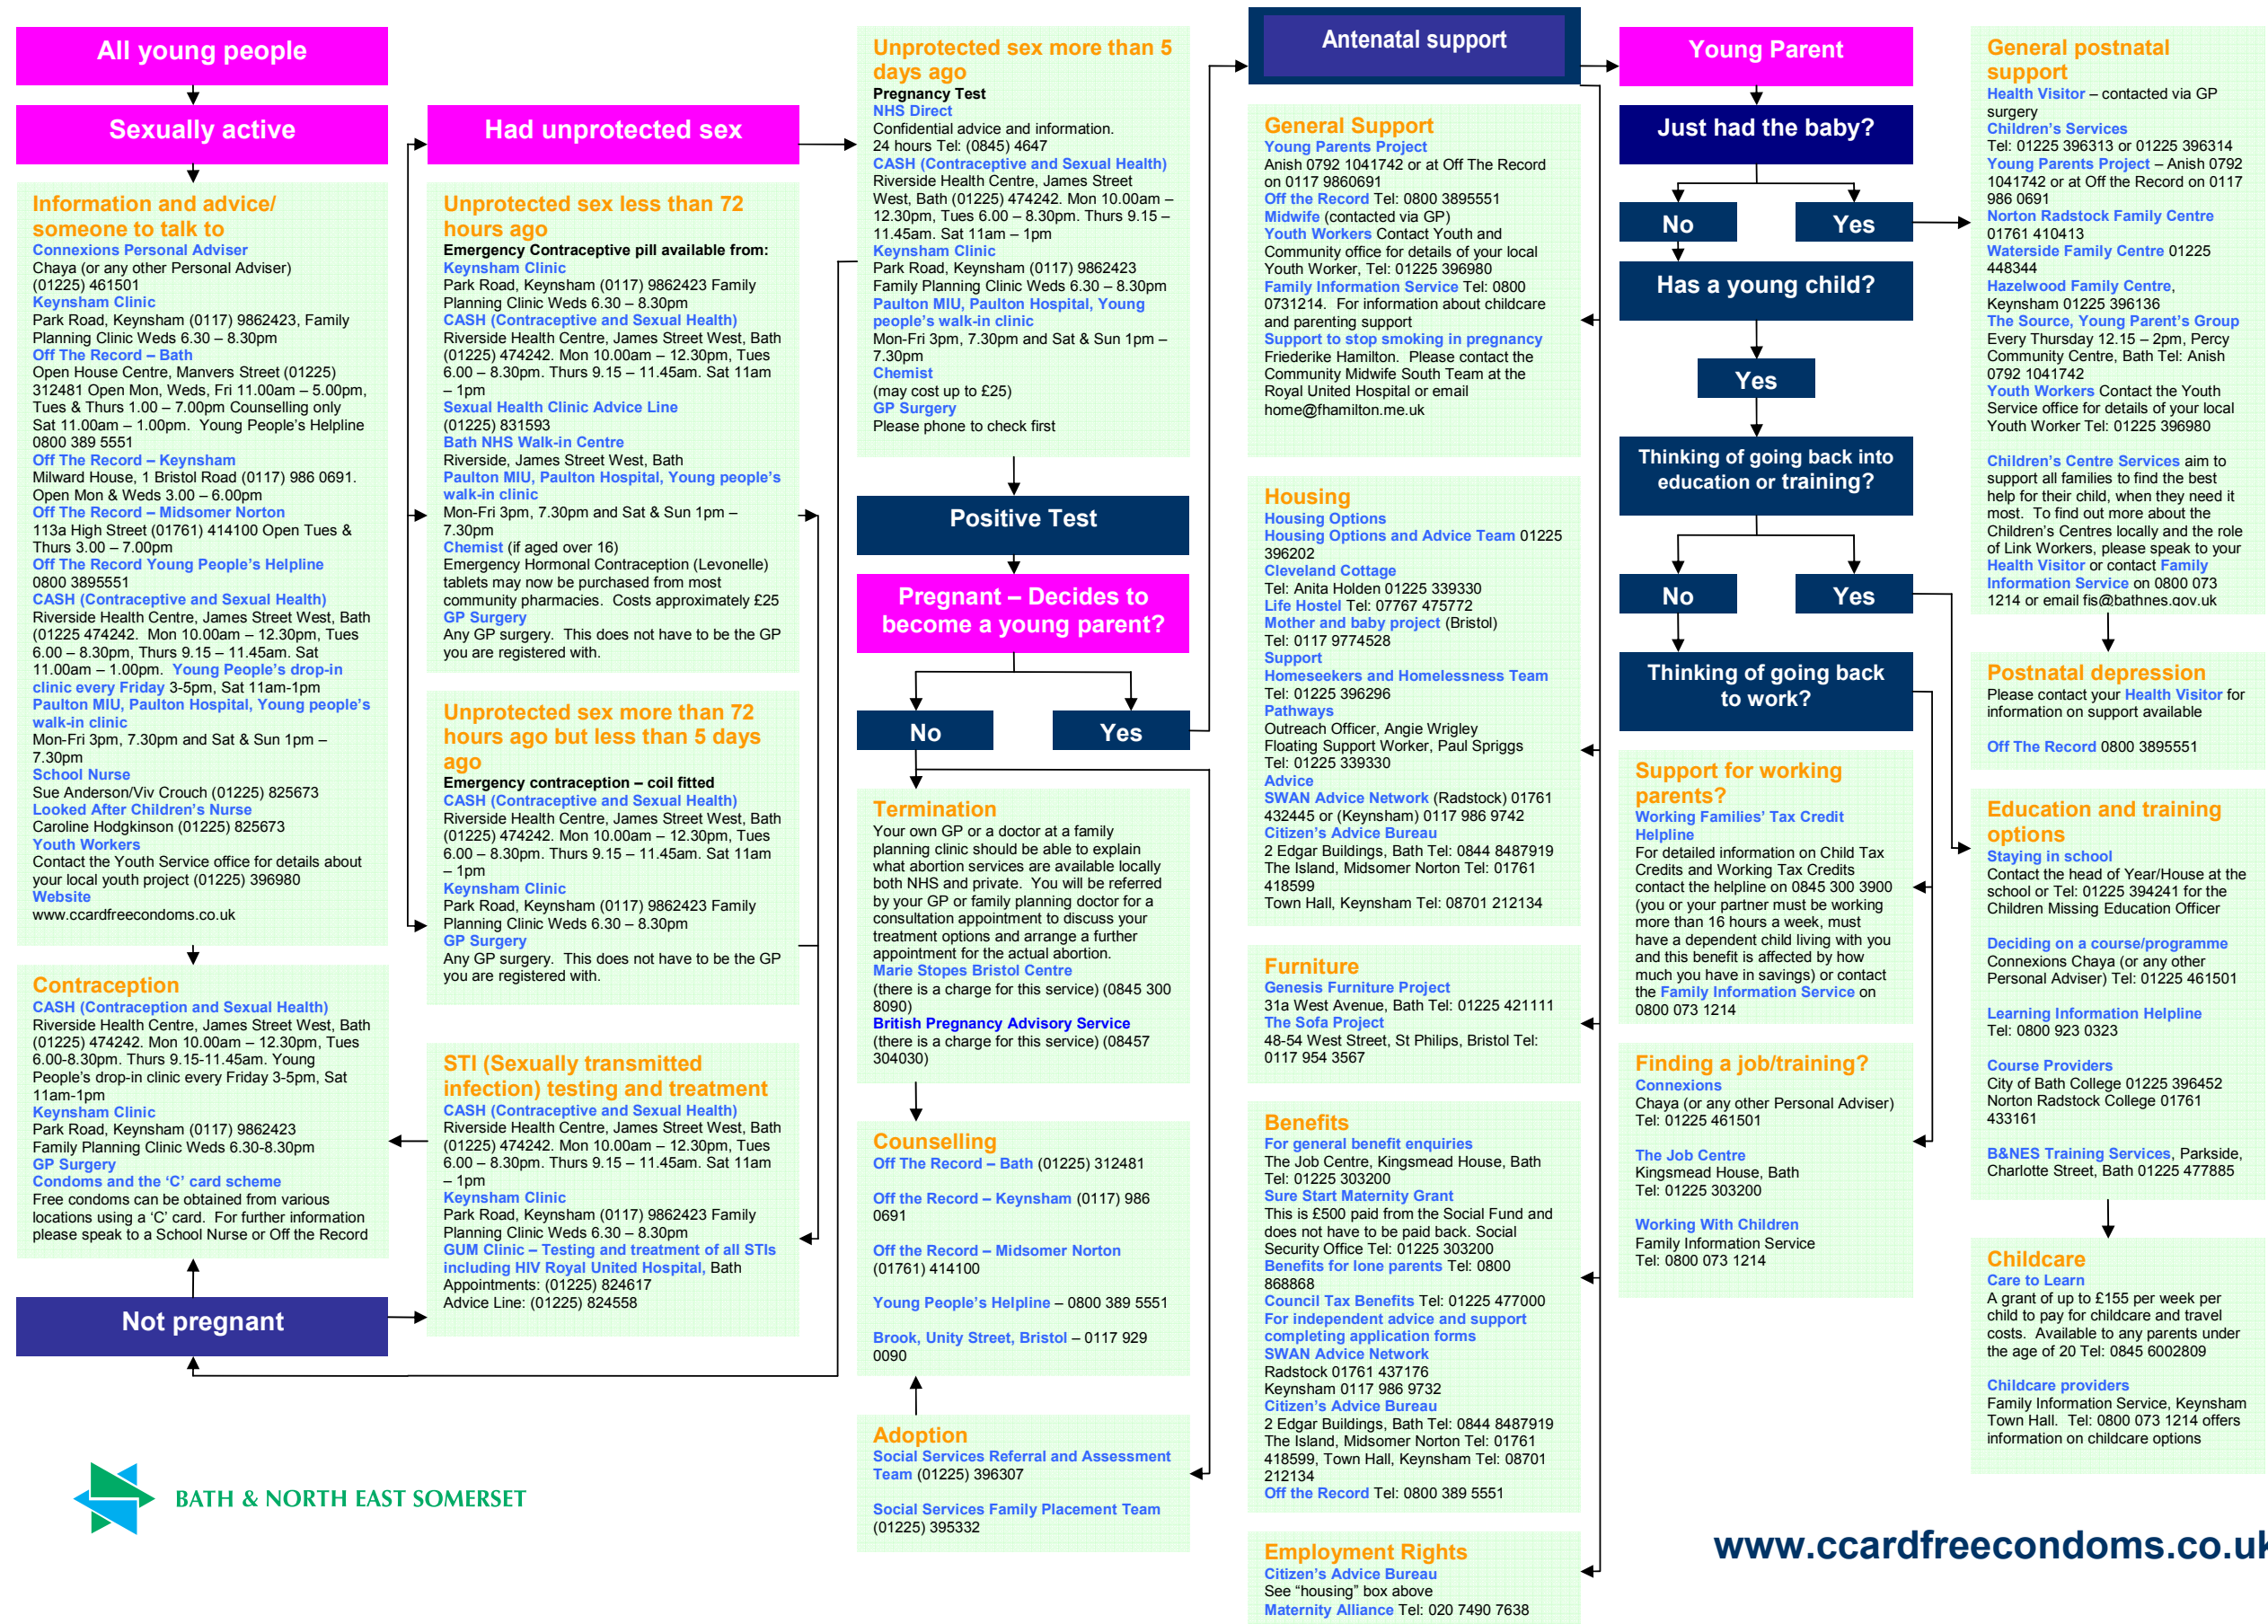 All young people
Sexually active
Information and advice/
someone to talk to
Connexions Personal Adviser
Chaya (or any other Personal Adviser)
(01225) 461501
Keynsham Clinic
Park Road, Keynsham (0117) 9862423, Family
Planning Clinic Weds 6.30 – 8.30pm
Off The Record – Bath
Open House Centre, Manvers Street (01225)
312481 Open Mon, Weds, Fri 11.00am – 5.00pm,
Tues & Thurs 1.00 – 7.00pm Counselling only
Sat 11.00am – 1.00pm. Young People's Helpline
0800 389 5551
Off The Record – Keynsham
Milward House, 1 Bristol Road (0117) 986 0691.
Open Mon & Weds 3.00 – 6.00pm
Off The Record – Midsomer Norton
113a High Street (01761) 414100 Open Tues &
Thurs 3.00 – 7.00pm
Off The Record Young People's Helpline
0800 3895551
CASH (Contraceptive and Sexual Health)
Riverside Health Centre, James Street West, Bath
(01225 474242. Mon 10.00am – 12.30pm, Tues
6.00 – 8.30pm, Thurs 9.15 – 11.45am. Sat
11.00am – 1.00pm. Young People's drop-in
clinic every Friday 3-5pm, Sat 11am-1pm
Paulton MIU, Paulton Hospital, Young people's
walk-in clinic
Mon-Fri 3pm, 7.30pm and Sat & Sun 1pm –
7.30pm
School Nurse
Sue Anderson/Viv Crouch (01225) 825673
Looked After Children's Nurse
Caroline Hodgkinson (01225) 825673
Youth Workers
Contact the Youth Service office for details about
your local youth project (01225) 396980
Website
www.ccardfreecondoms.co.uk
Contraception
CASH (Contraception and Sexual Health)
Riverside Health Centre, James Street West, Bath
(01225) 474242. Mon 10.00am – 12.30pm, Tues
6.00-8.30pm. Thurs 9.15-11.45am. Young
People's drop-in clinic every Friday 3-5pm, Sat
11am-1pm
Keynsham Clinic
Park Road, Keynsham (0117) 9862423
Family Planning Clinic Weds 6.30-8.30pm
GP Surgery
Condoms and the 'C' card scheme
Free condoms can be obtained from various
locations using a 'C' card. For further information
please speak to a School Nurse or Off the Record
Not pregnant
BATH & NORTH EAST SOMERSET
Had unprotected sex
Unprotected sex less than 72
hours ago
Emergency Contraceptive pill available from:
Keynsham Clinic
Park Road, Keynsham (0117) 9862423 Family
Planning Clinic Weds 6.30 – 8.30pm
CASH (Contraceptive and Sexual Health)
Riverside Health Centre, James Street West, Bath
(01225) 474242. Mon 10.00am – 12.30pm, Tues
6.00 – 8.30pm. Thurs 9.15 – 11.45am. Sat 11am
– 1pm
Sexual Health Clinic Advice Line
(01225) 831593
Bath NHS Walk-in Centre
Riverside, James Street West, Bath
Paulton MIU, Paulton Hospital, Young people's
walk-in clinic
Mon-Fri 3pm, 7.30pm and Sat & Sun 1pm –
7.30pm
Chemist (if aged over 16)
Emergency Hormonal Contraception (Levonelle)
tablets may now be purchased from most
community pharmacies. Costs approximately £25
GP Surgery
Any GP surgery. This does not have to be the GP
you are registered with.
Unprotected sex more than 72
hours ago but less than 5 days
ago
Emergency contraception – coil fitted
CASH (Contraceptive and Sexual Health)
Riverside Health Centre, James Street West, Bath
(01225) 474242. Mon 10.00am – 12.30pm, Tues
6.00 – 8.30pm. Thurs 9.15 – 11.45am. Sat 11am
– 1pm
Keynsham Clinic
Park Road, Keynsham (0117) 9862423 Family
Planning Clinic Weds 6.30 – 8.30pm
GP Surgery
Any GP surgery. This does not have to be the GP
you are registered with.
STI (Sexually transmitted
infection) testing and treatment
CASH (Contraceptive and Sexual Health)
Riverside Health Centre, James Street West, Bath
(01225) 474242. Mon 10.00am – 12.30pm, Tues
6.00 – 8.30pm. Thurs 9.15 – 11.45am. Sat 11am
– 1pm
Keynsham Clinic
Park Road, Keynsham (0117) 9862423 Family
Planning Clinic Weds 6.30 – 8.30pm
GUM Clinic – Testing and treatment of all STIs
including HIV Royal United Hospital, Bath
Appointments: (01225) 824617
Advice Line: (01225) 824558
Unprotected sex more than 5
days ago
Pregnancy Test
NHS Direct
Confidential advice and information.
24 hours Tel: (0845) 4647
CASH (Contraceptive and Sexual Health)
Riverside Health Centre, James Street
West, Bath (01225) 474242. Mon 10.00am –
12.30pm, Tues 6.00 – 8.30pm. Thurs 9.15 –
11.45am. Sat 11am – 1pm
Keynsham Clinic
Park Road, Keynsham (0117) 9862423
Family Planning Clinic Weds 6.30 – 8.30pm
Paulton MIU, Paulton Hospital, Young
people's walk-in clinic
Mon-Fri 3pm, 7.30pm and Sat & Sun 1pm –
7.30pm
Chemist
(may cost up to £25)
GP Surgery
Please phone to check first
Positive Test
Pregnant – Decides to
become a young parent?
No
Yes
Termination
Your own GP or a doctor at a family
planning clinic should be able to explain
what abortion services are available locally
both NHS and private. You will be referred
by your GP or family planning doctor for a
consultation appointment to discuss your
treatment options and arrange a further
appointment for the actual abortion.
Marie Stopes Bristol Centre
(there is a charge for this service) (0845 300
8090)
British Pregnancy Advisory Service
(there is a charge for this service) (08457
304030)
Counselling
Off The Record – Bath (01225) 312481
Off the Record – Keynsham (0117) 986
0691
Off the Record – Midsomer Norton
(01761) 414100
Young People's Helpline – 0800 389 5551
Brook, Unity Street, Bristol – 0117 929
0090
Adoption
Social Services Referral and Assessment
Team (01225) 396307
Social Services Family Placement Team
(01225) 395332
Antenatal support
General Support
Young Parents Project
Anish 0792 1041742 or at Off The Record
on 0117 9860691
Off the Record Tel: 0800 3895551
Midwife (contacted via GP)
Youth Workers Contact Youth and
Community office for details of your local
Youth Worker, Tel: 01225 396980
Family Information Service Tel: 0800
0731214. For information about childcare
and parenting support
Support to stop smoking in pregnancy
Friederike Hamilton. Please contact the
Community Midwife South Team at the
Royal United Hospital or email
home@fhamilton.me.uk
Housing
Housing Options
Housing Options and Advice Team 01225
396202
Cleveland Cottage
Tel: Anita Holden 01225 339330
Life Hostel Tel: 07767 475772
Mother and baby project (Bristol)
Tel: 0117 9774528
Support
Homeseekers and Homelessness Team
Tel: 01225 396296
Pathways
Outreach Officer, Angie Wrigley
Floating Support Worker, Paul Spriggs
Tel: 01225 339330
Advice
SWAN Advice Network (Radstock) 01761
432445 or (Keynsham) 0117 986 9742
Citizen's Advice Bureau
2 Edgar Buildings, Bath Tel: 0844 8487919
The Island, Midsomer Norton Tel: 01761
418599
Town Hall, Keynsham Tel: 08701 212134
Furniture
Genesis Furniture Project
31a West Avenue, Bath Tel: 01225 421111
The Sofa Project
48-54 West Street, St Philips, Bristol Tel:
0117 954 3567
Benefits
For general benefit enquiries
The Job Centre, Kingsmead House, Bath
Tel: 01225 303200
Sure Start Maternity Grant
This is £500 paid from the Social Fund and
does not have to be paid back. Social
Security Office Tel: 01225 303200
Benefits for lone parents Tel: 0800
868868
Council Tax Benefits Tel: 01225 477000
For independent advice and support
completing application forms
SWAN Advice Network
Radstock 01761 437176
Keynsham 0117 986 9732
Citizen's Advice Bureau
2 Edgar Buildings, Bath Tel: 0844 8487919
The Island, Midsomer Norton Tel: 01761
418599, Town Hall, Keynsham Tel: 08701
212134
Off the Record Tel: 0800 389 5551
Employment Rights
Citizen's Advice Bureau
See "housing" box above
Maternity Alliance Tel: 020 7490 7638
Young Parent
Just had the baby?
No
Yes
Has a young child?
Yes
Thinking of going back into
education or training?
No
Yes
Thinking of going back
to work?
Support for working
parents?
Working Families' Tax Credit
Helpline
For detailed information on Child Tax
Credits and Working Tax Credits
contact the helpline on 0845 300 3900
(you or your partner must be working
more than 16 hours a week, must
have a dependent child living with you
and this benefit is affected by how
much you have in savings) or contact
the Family Information Service on
0800 073 1214
Finding a job/training?
Connexions
Chaya (or any other Personal Adviser)
Tel: 01225 461501
The Job Centre
Kingsmead House, Bath
Tel: 01225 303200
Working With Children
Family Information Service
Tel: 0800 073 1214
General postnatal
support
Health Visitor – contacted via GP
surgery
Children's Services
Tel: 01225 396313 or 01225 396314
Young Parents Project – Anish 0792
1041742 or at Off the Record on 0117
986 0691
Norton Radstock Family Centre
01761 410413
Waterside Family Centre 01225
448344
Hazelwood Family Centre,
Keynsham 01225 396136
The Source, Young Parent's Group
Every Thursday 12.15 – 2pm, Percy
Community Centre, Bath Tel: Anish
0792 1041742
Youth Workers Contact the Youth
Service office for details of your local
Youth Worker Tel: 01225 396980
Children's Centre Services aim to
support all families to find the best
help for their child, when they need it
most. To find out more about the
Children's Centres locally and the role
of Link Workers, please speak to your
Health Visitor or contact Family
Information Service on 0800 073
1214 or email fis@bathnes.gov.uk
Postnatal depression
Please contact your Health Visitor for
information on support available
Off The Record 0800 3895551
Education and training
options
Staying in school
Contact the head of Year/House at the
school or Tel: 01225 394241 for the
Children Missing Education Officer
Deciding on a course/programme
Connexions Chaya (or any other
Personal Adviser) Tel: 01225 461501
Learning Information Helpline
Tel: 0800 923 0323
Course Providers
City of Bath College 01225 396452
Norton Radstock College 01761
433161
B&NES Training Services, Parkside,
Charlotte Street, Bath 01225 477885
Childcare
Care to Learn
A grant of up to £155 per week per
child to pay for childcare and travel
costs. Available to any parents under
the age of 20 Tel: 0845 6002809
Childcare providers
Family Information Service, Keynsham
Town Hall. Tel: 0800 073 1214 offers
information on childcare options
www.ccardfreecondoms.co.uk